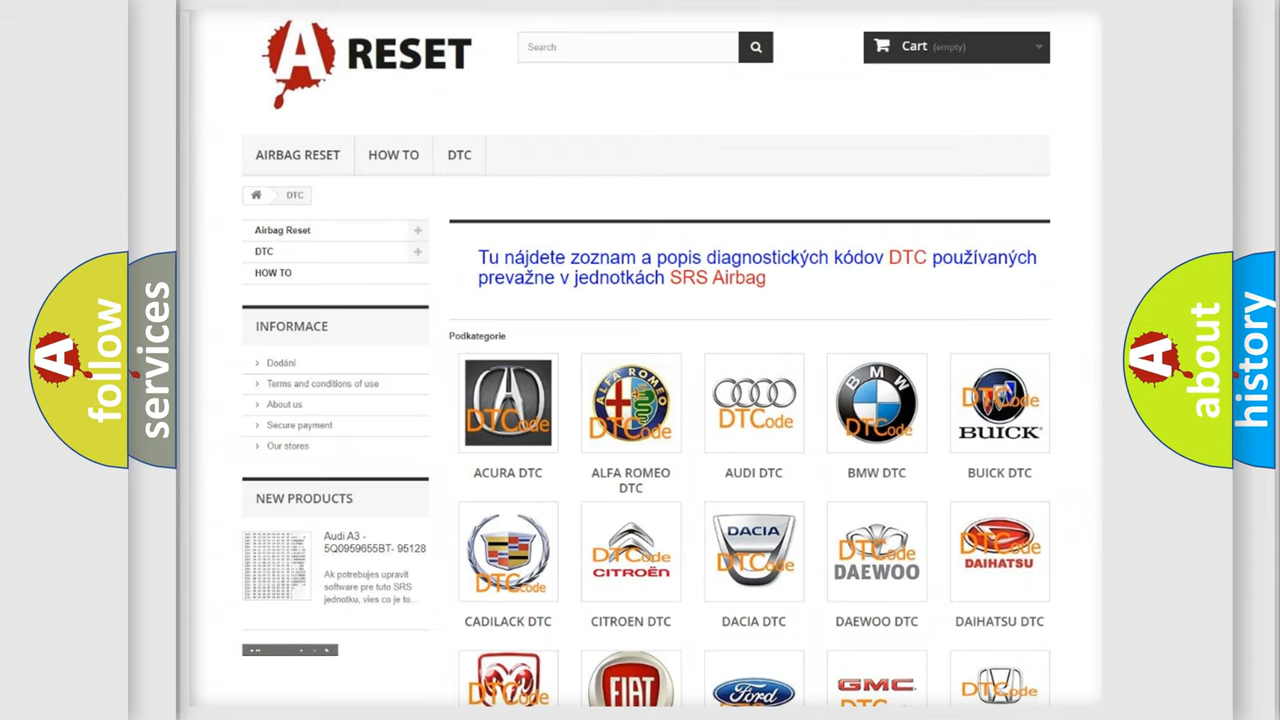 A RESET
Search
Cart (empty)
AIRBAG RESET
HOW TO
DTC
DTC
Airbag Reset
DTC
HOW TO
Tu nájdete zoznam a popis diagnostických kódov DTC používaných
prevažne v jednotkách SRS Airbag
INFORMACE
Dodání
Terms and conditions of use
About us
Secure payment
Our stores
Podkategorie
DTCode
ALFA ROMEO
DTCode
DTCode
BMW
DTCode
DTCode
BUICK
ACURA DTC
ALFA ROMEO
DTC
AUDI DTC
BMW DTC
BUICK DTC
NEW PRODUCTS
Audi A3 -
5Q0959655BT- 95128
Ak potrebujes upravit
software pre tuto SRS
jednotku, vies co je to...
DTCode
DTCode
CITROËN
DACIA
DTCode
DTCode
DAEWOO
DTCode
DAIHATSU
CADILACK DTC
CITROEN DTC
DACIA DTC
DAEWOO DTC
DAIHATSU DTC
DTCode
FIAT
Ford
GMC
DTCode
A follow
services
A about
history